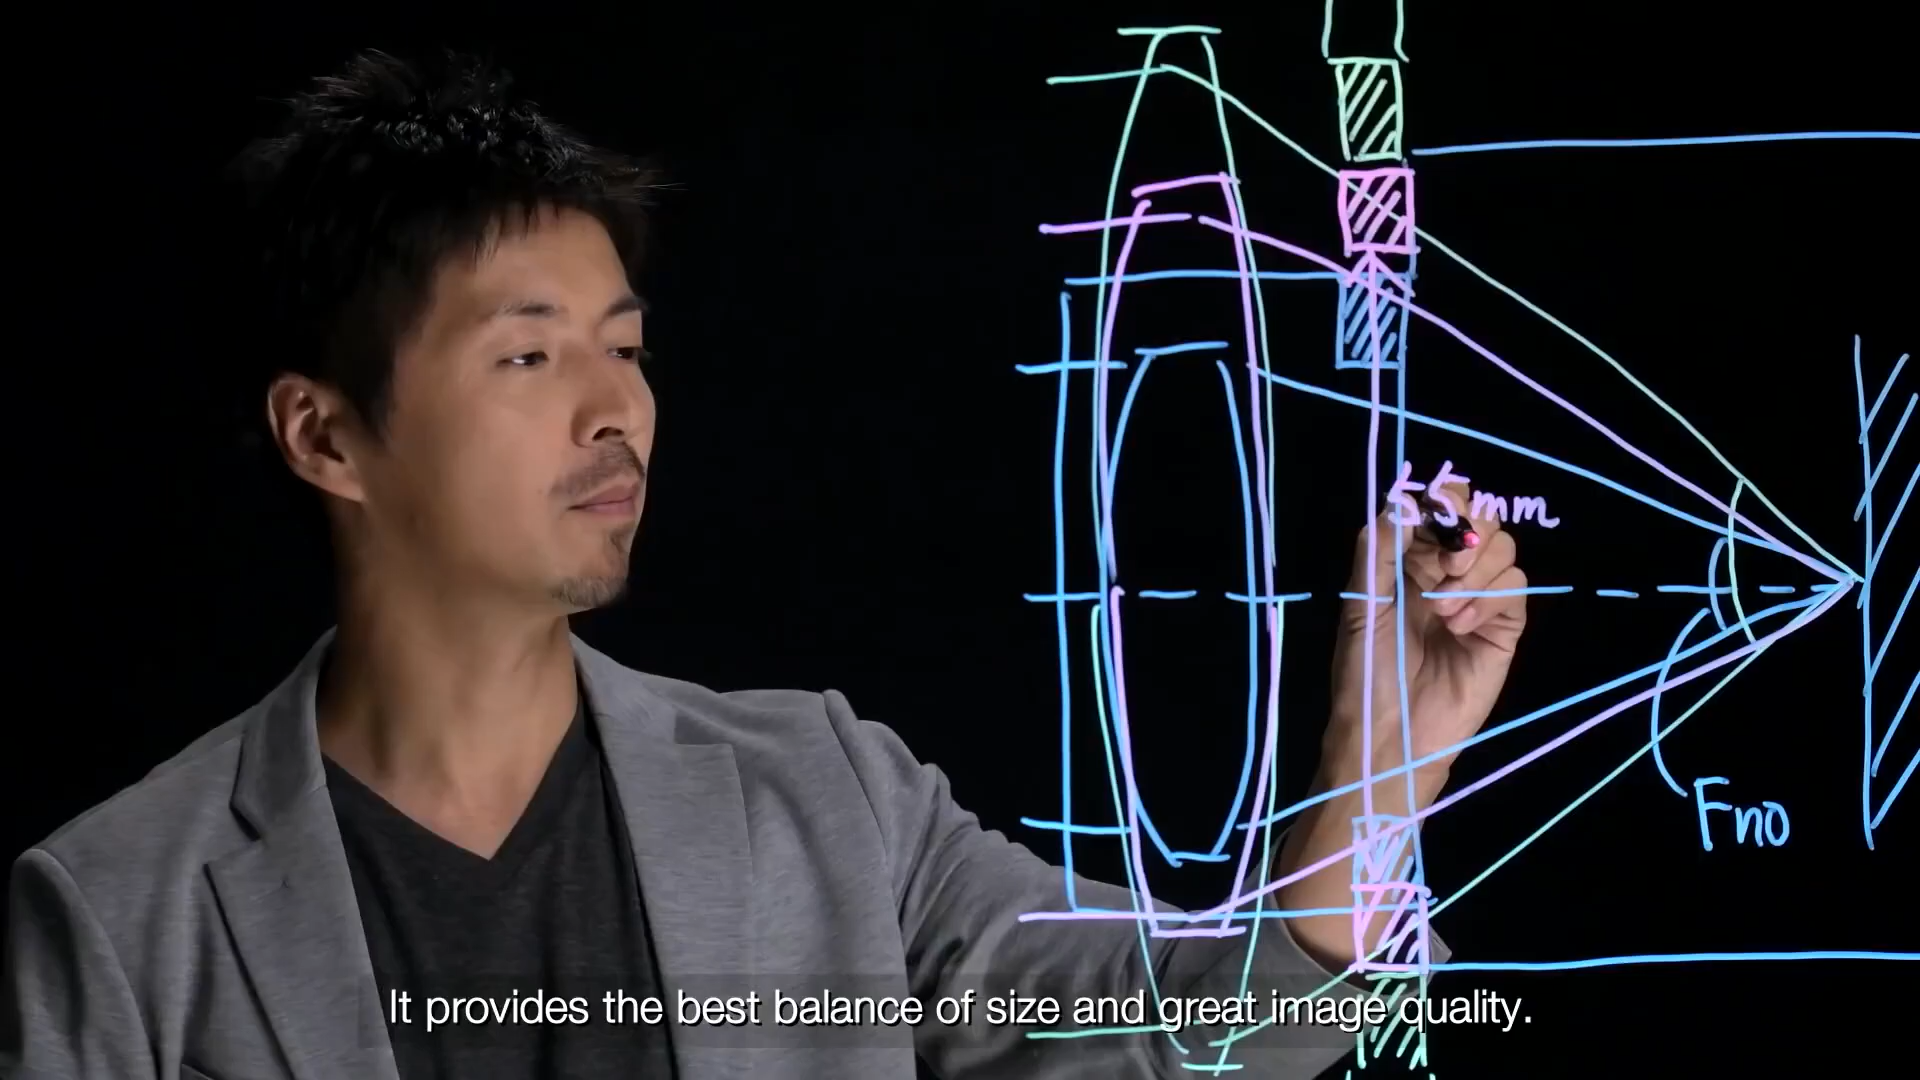 55mm
Fno
It provides the best balance of size and great image quality.